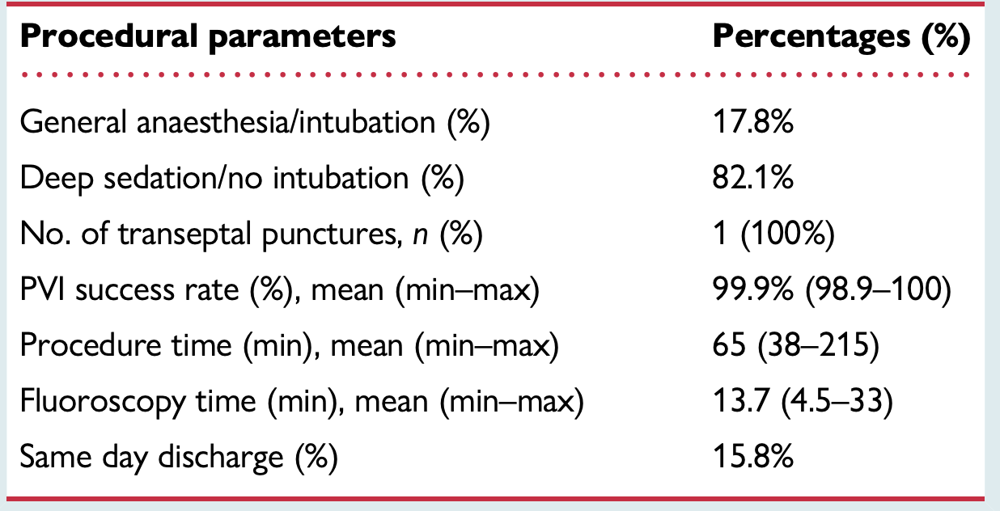 Procedural parameters Percentages (%)
General anaesthesia/intubation (%) 17.8%
Deep sedation/no intubation (%) 82.1%
No. of transeptal punctures, n (%) 1 (100%)
PVI success rate (%), mean (min–max) 99.9% (98.9–100)
Procedure time (min), mean (min–max) 65 (38–215)
Fluoroscopy time (min), mean (min–max) 13.7 (4.5–33)
Same day discharge (%) 15.8%